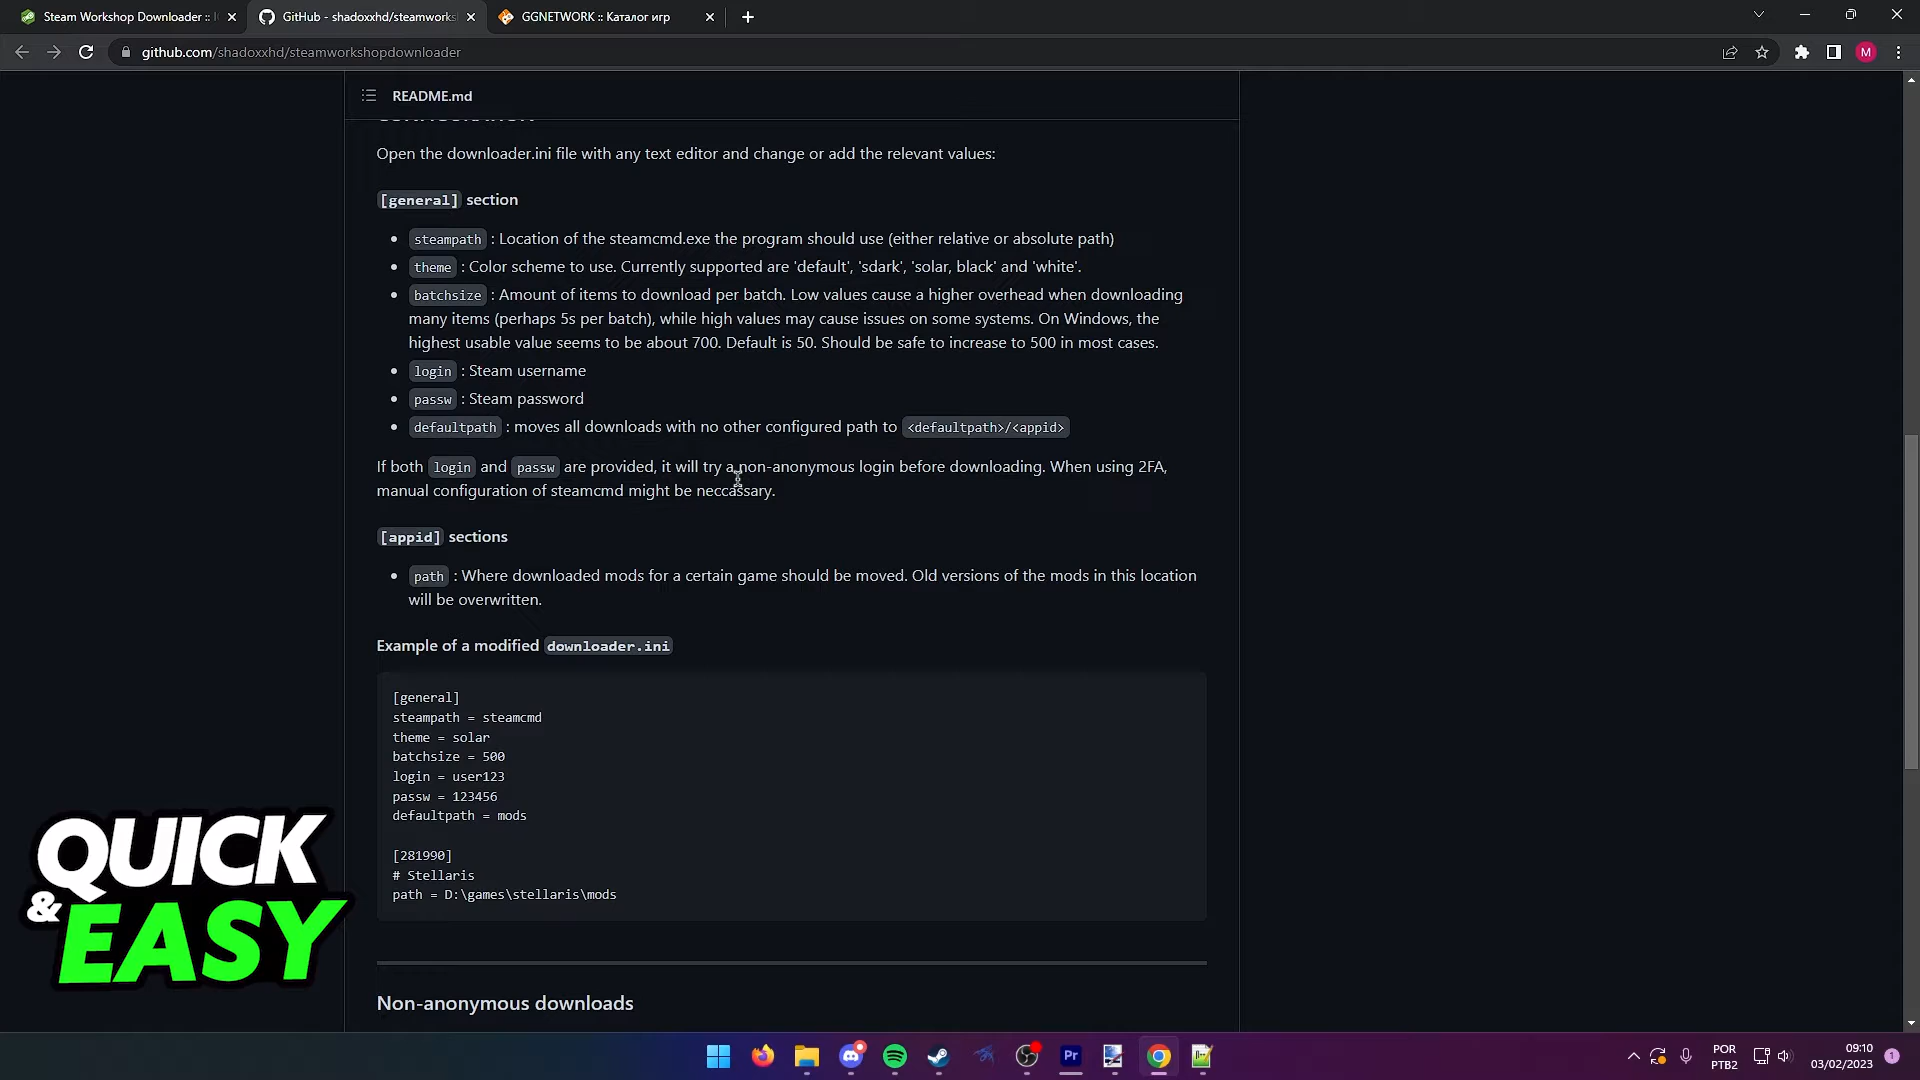 Steam Workshop Downloader ::
GitHub - shadoxxhd/steamworksh
GGNETWORK :: Каталог игр
github.com/shadoxxhd/steamworkshopdownloader
M
README.md
Open the downloader.ini file with any text editor and change or add the relevant values:
[general] section
steampath : Location of the steamcmd.exe the program should use (either relative or absolute path)
theme : Color scheme to use. Currently supported are 'default', 'sdark', 'solar, black' and 'white'.
batchsize : Amount of items to download per batch. Low values cause a higher overhead when downloading
many items (perhaps 5s per batch), while high values may cause issues on some systems. On Windows, the
highest usable value seems to be about 700. Default is 50. Should be safe to increase to 500 in most cases.
login : Steam username
passw : Steam password
defaultpath : moves all downloads with no other configured path to <defaultpath>/<appid>
If both login and passw are provided, it will try a non-anonymous login before downloading. When using 2FA,
manual configuration of steamcmd might be neccassary.
[appid] sections
path : Where downloaded mods for a certain game should be moved. Old versions of the mods in this location
will be overwritten.
Example of a modified downloader.ini
[general]
steampath = steamcmd
theme = solar
batchsize = 500
login = user123
passw = 123456
defaultpath = mods
[281990]
# Stellaris
path = D:\games\stellaris\mods
QUICK
& EASY
Non-anonymous downloads
Pr
POR
PTB2
09:10
03/02/2023
1